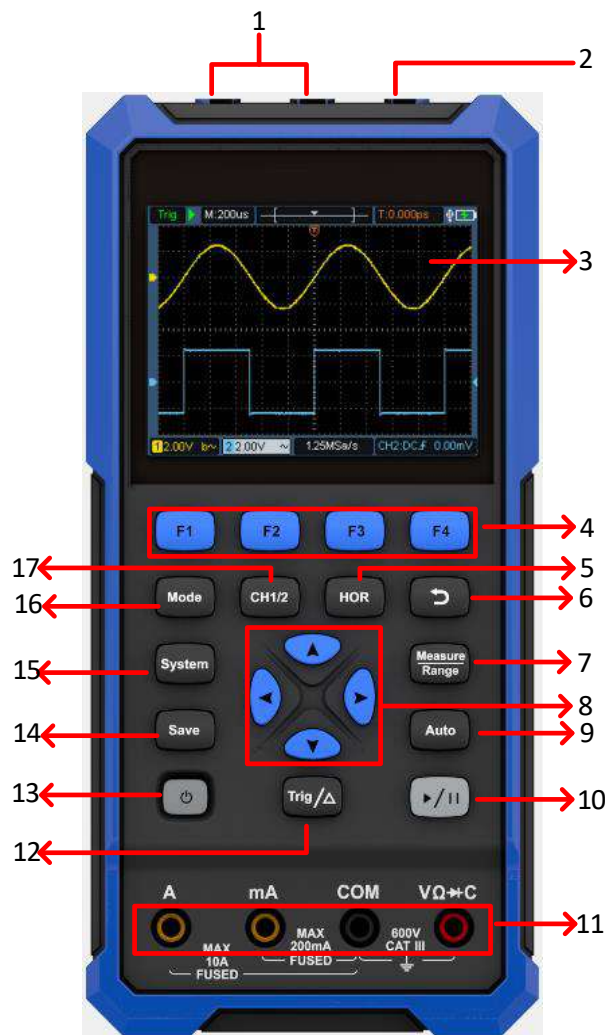 1
2
Trig M:200us T:0.000ps
T
3
1 2.00V 2 2.00V ~ 1.25MSa/s CH2:DC 0.00mV
F1 F2 F3 F4
4
17
5
Mode CH1/2 HOR
16
6
System
Measure
Range
15
7
8
Save
Auto
14
9
13
Trig/△
▶/II
10
12
A mA COM VΩ C
11
MAX
10A
FUSED
MAX
200mA
FUSED
600V
CAT III